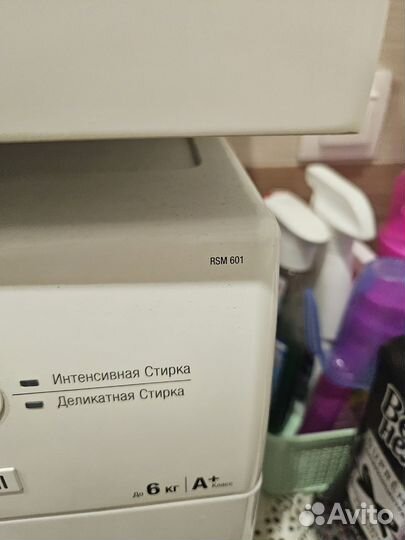 RSM 601
Интенсивная Стирка
Деликатная Стирка
До 6 кг A+ Класс
Avito